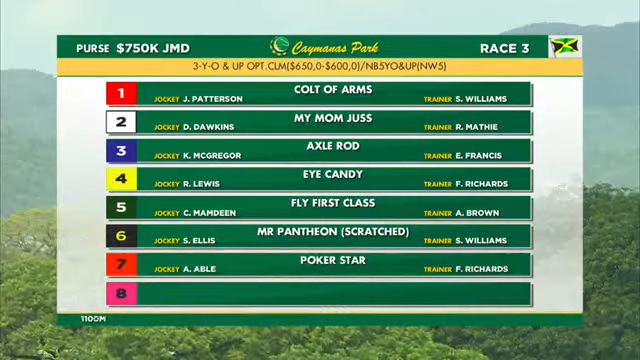 PURSE $750K JMD
Caymanas Park
RACE 3
3-Y-O & UP OPT.CLM($650,0-$600,0)/NB5YO&UP(NW5)
1 COLT OF ARMS
JOCKEY J. PATTERSON TRAINER S. WILLIAMS
2 MY MOM JUSS
JOCKEY D. DAWKINS TRAINER R. MATHIE
3 AXLE ROD
JOCKEY K. MCGREGOR TRAINER E. FRANCIS
4 EYE CANDY
JOCKEY R. LEWIS TRAINER F. RICHARDS
5 FLY FIRST CLASS
JOCKEY C. MAMDEEN TRAINER A. BROWN
6 MR PANTHEON (SCRATCHED)
JOCKEY S. ELLIS TRAINER S. WILLIAMS
7 POKER STAR
JOCKEY A. ABLE TRAINER F. RICHARDS
8
1100M